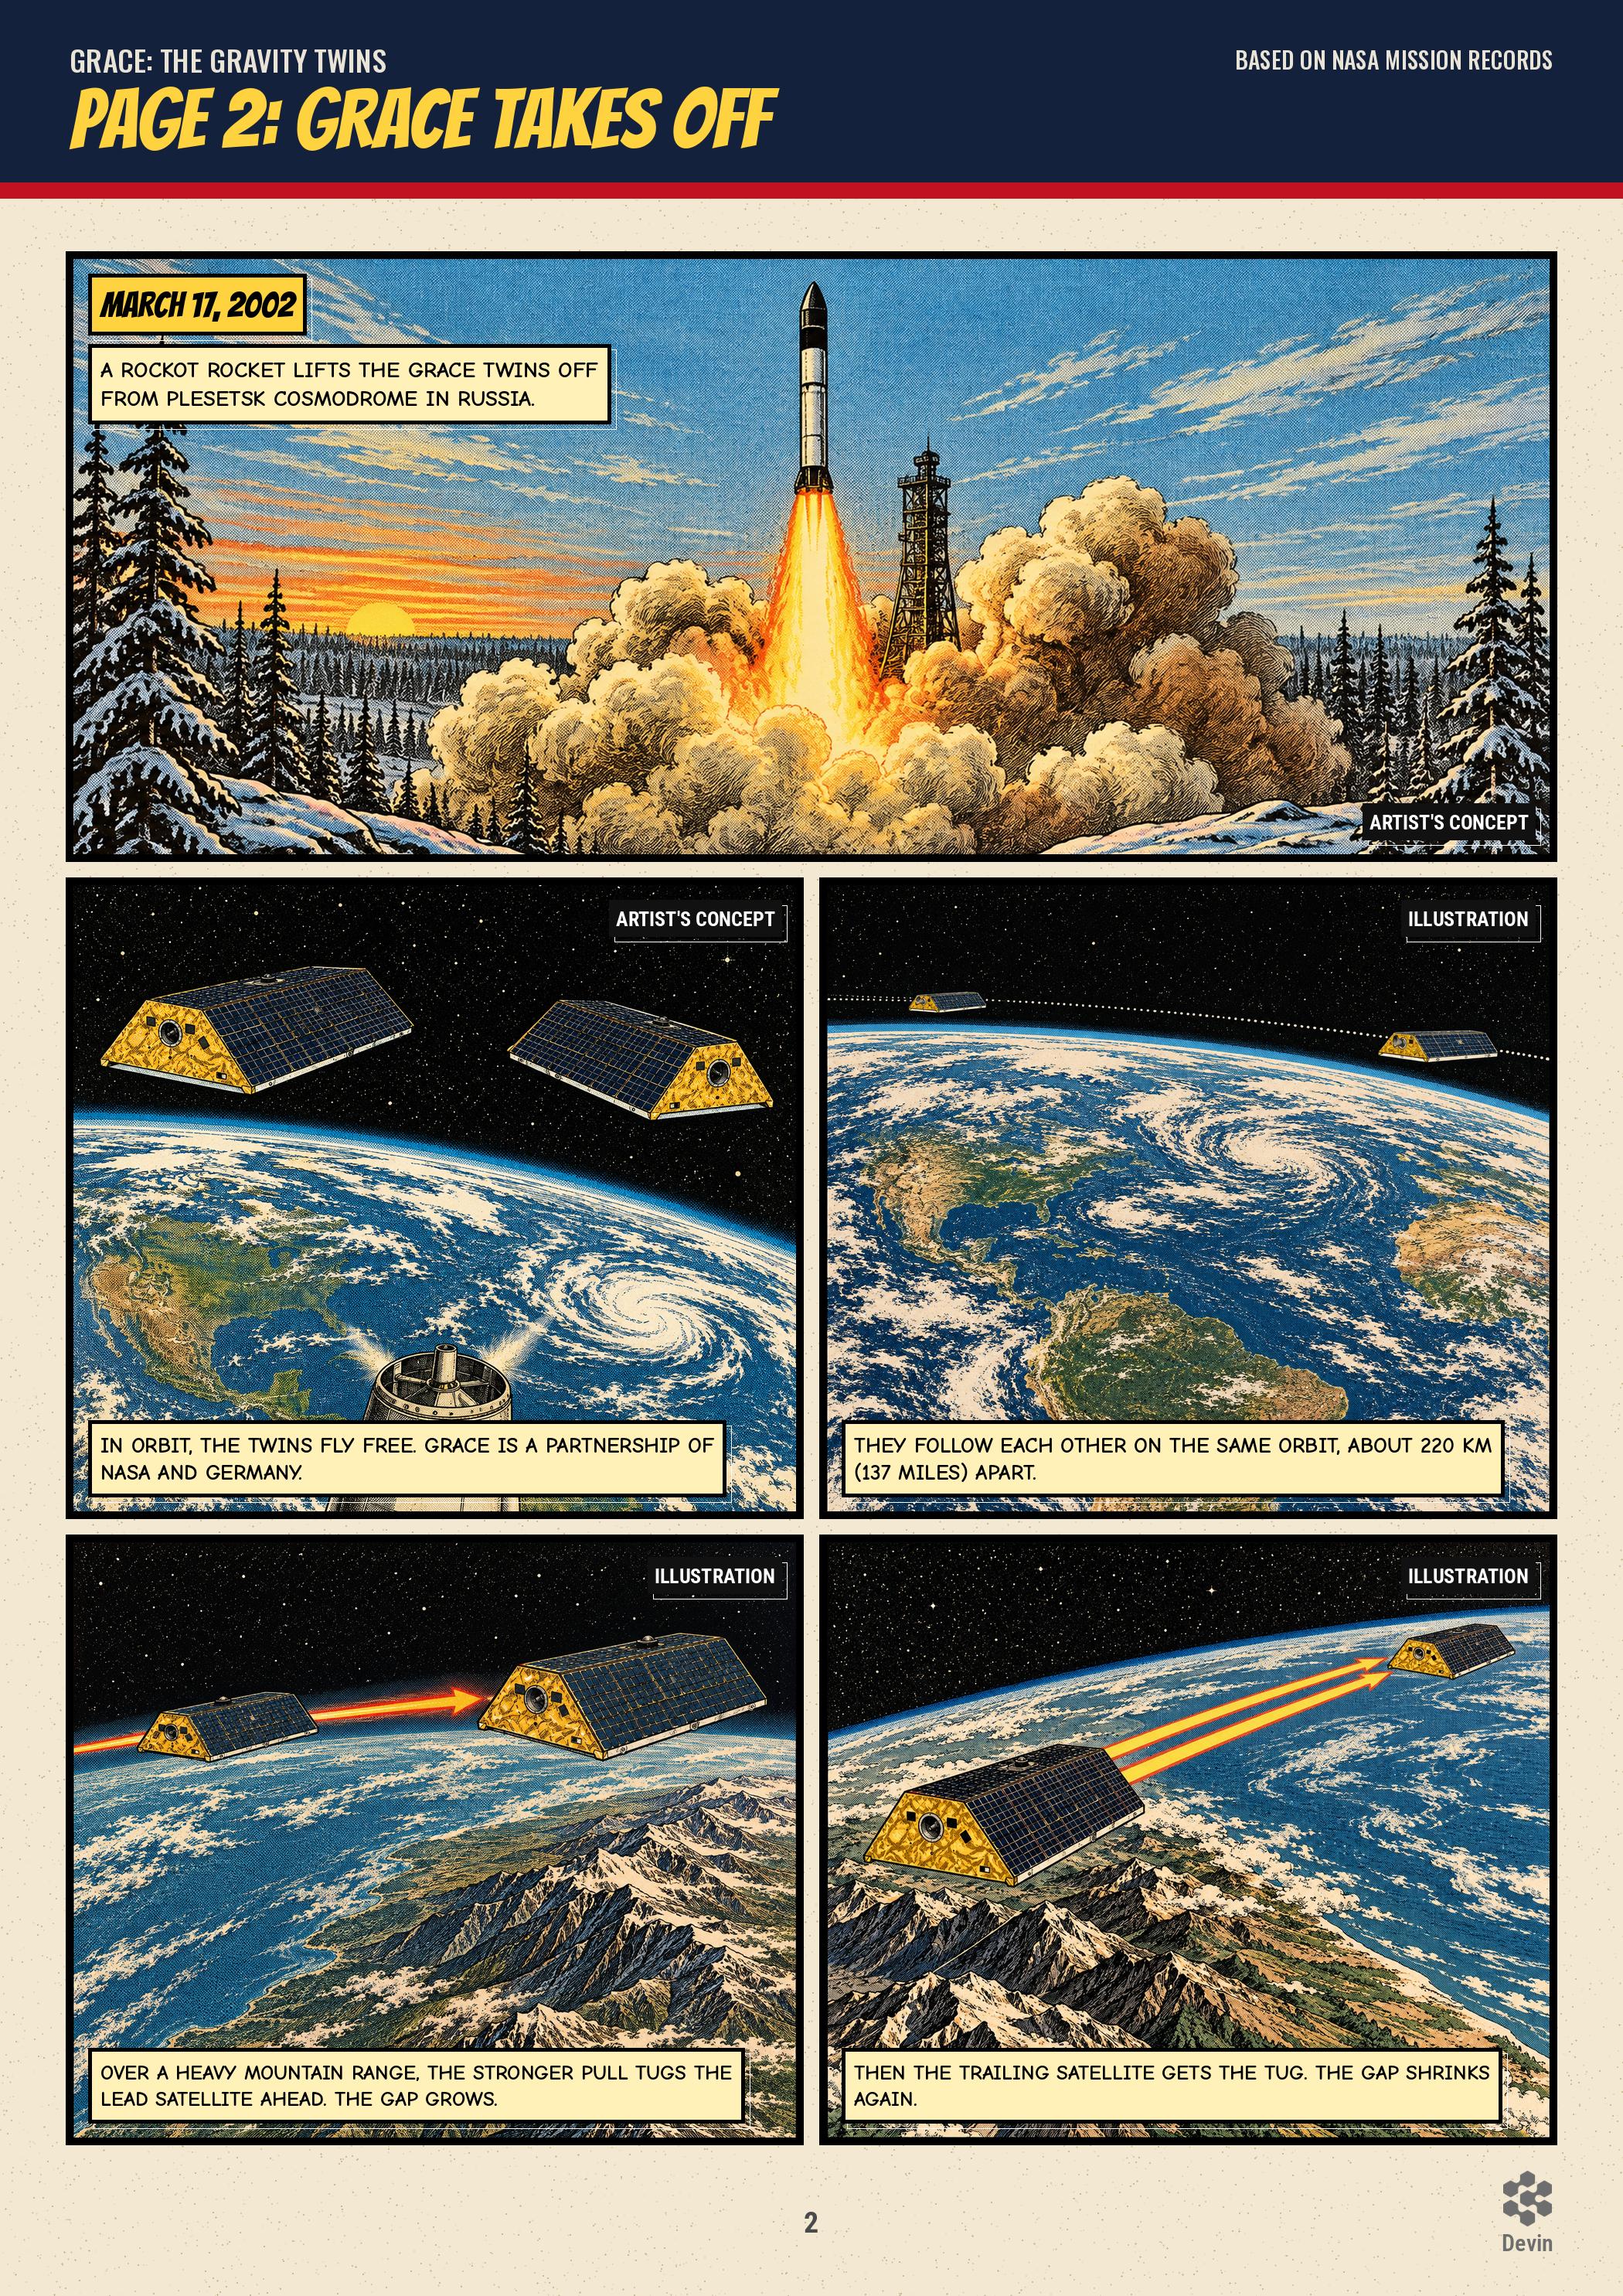 GRACE: THE GRAVITY TWINS
BASED ON NASA MISSION RECORDS
PAGE 2: GRACE TAKES OFF
MARCH 17, 2002
A ROCKOT ROCKET LIFTS THE GRACE TWINS OFF
FROM PLESETSK COSMODROME IN RUSSIA.
ARTIST'S CONCEPT
ARTIST'S CONCEPT
IN ORBIT, THE TWINS FLY FREE. GRACE IS A PARTNERSHIP OF
NASA AND GERMANY.
ILLUSTRATION
THEY FOLLOW EACH OTHER ON THE SAME ORBIT, ABOUT 220 KM
(137 MILES) APART.
ILLUSTRATION
OVER A HEAVY MOUNTAIN RANGE, THE STRONGER PULL TUGS THE
LEAD SATELLITE AHEAD. THE GAP GROWS.
ILLUSTRATION
THEN THE TRAILING SATELLITE GETS THE TUG. THE GAP SHRINKS
AGAIN.
2
Devin